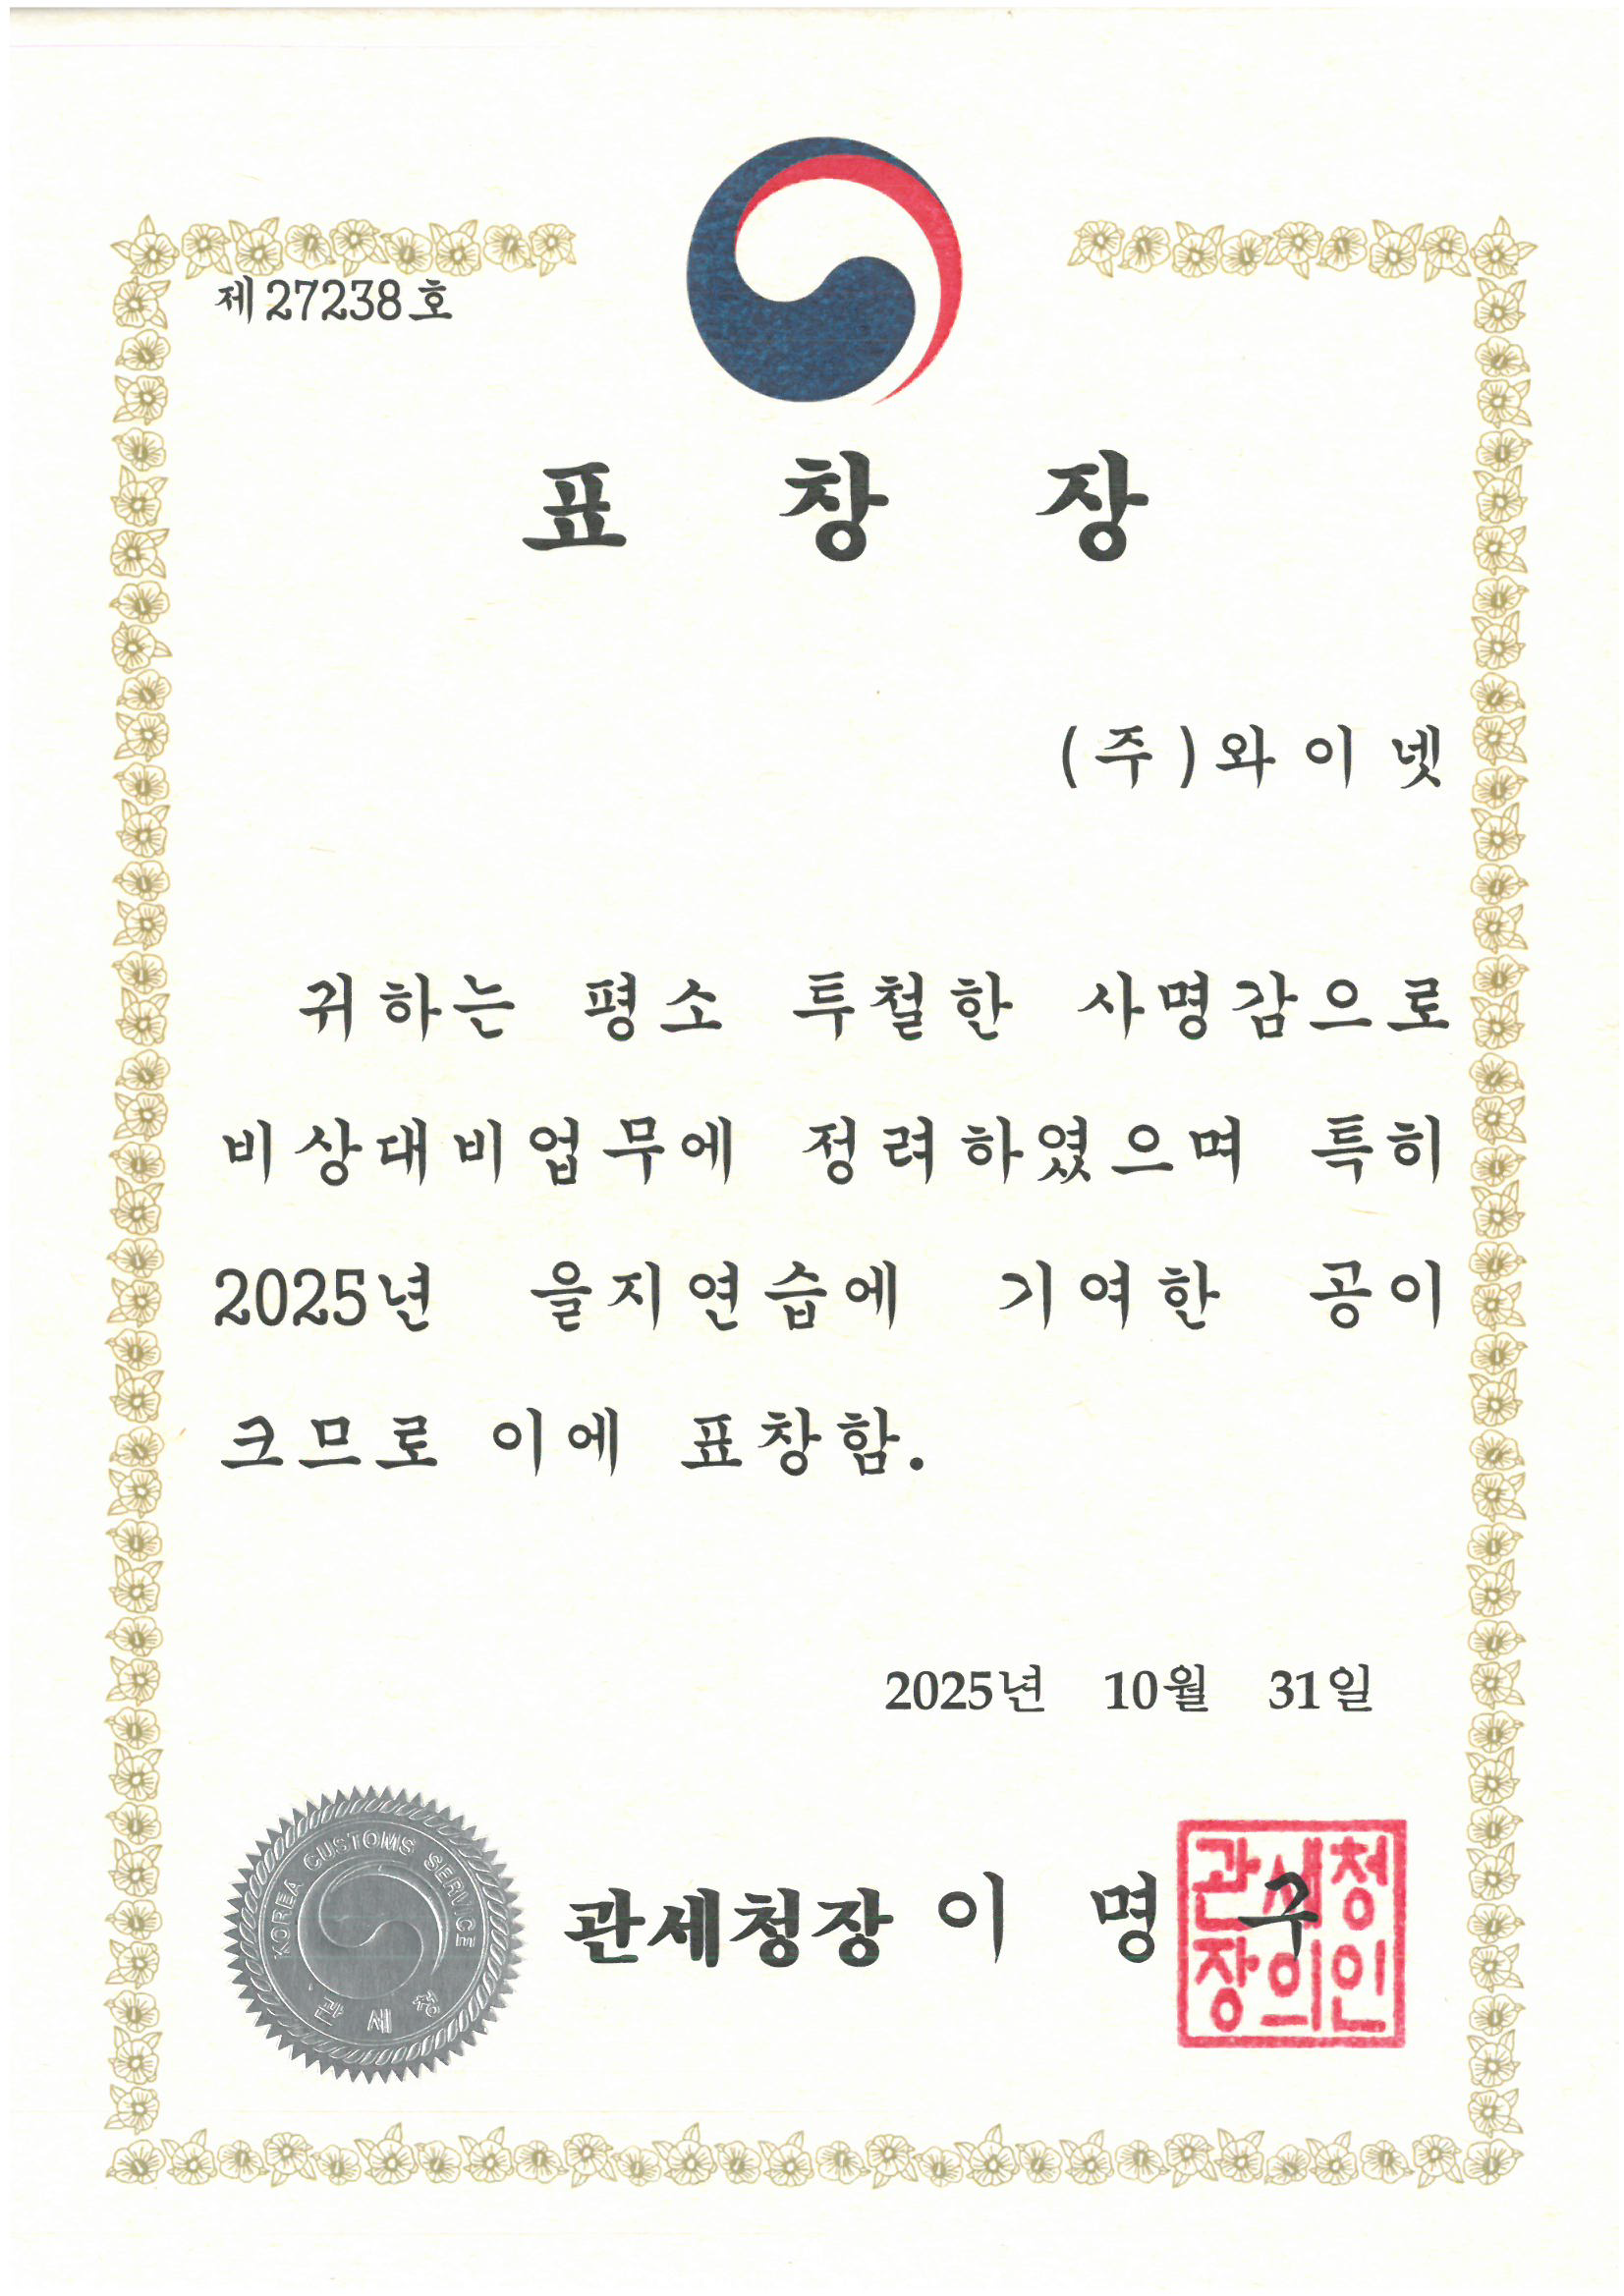 제27238호
표 창 장
(주)와이넷
귀하는 평소 투철한 사명감으로
비상대비업무에 정려하였으며 특히
2025년 을지연습에 기여한 공이
크므로 이에 표창함.
2025년 10월 31일
KOREA CUSTOMS SERVICE
관세청
관세청장 이 명 구
관세청
장의인